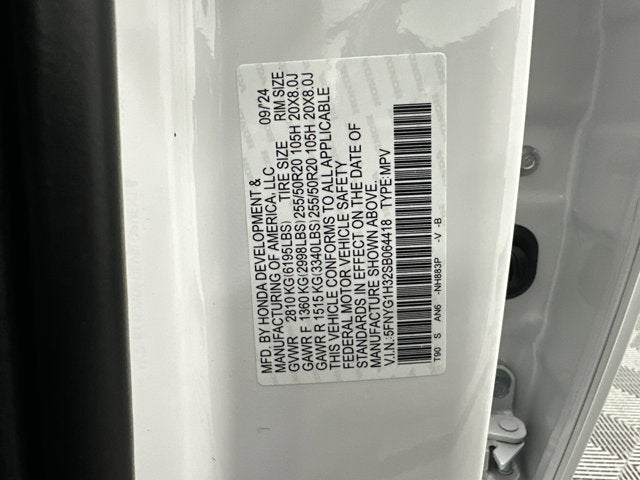 MFD. BY HONDA DEVELOPMENT &
MANUFACTURING OF AMERICA, LLC 09/'24
GVWR 2810 KG(6195LBS) TIRE SIZE RIM SIZE
GAWR F 1360 KG(2998LBS)255/50R20 105H 20X8.0J
GAWR R 1515 KG(3340LBS)255/50R20 105H 20X8.0J
THIS VEHICLE CONFORMS TO ALL APPLICABLE
FEDERAL MOTOR VEHICLE SAFETY
STANDARDS IN EFFECT ON THE DATE OF
MANUFACTURE SHOWN ABOVE.
V.I.N.: 5FNYG1H32SB064418 TYPE:MPV
T90 S AN6 -NH883P -V -B